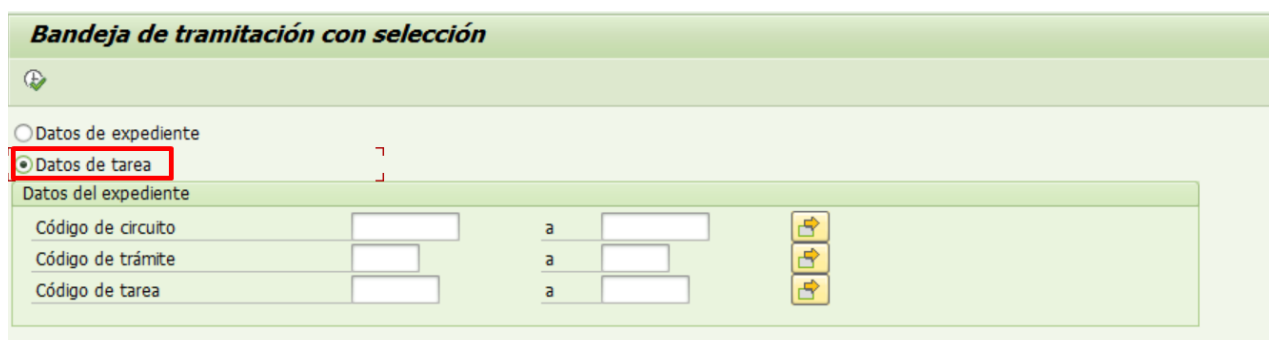 Bandeja de tramitación con selección
Datos de expediente
Datos de tarea
Datos del expediente
Código de circuito a
Código de trámite a
Código de tarea a